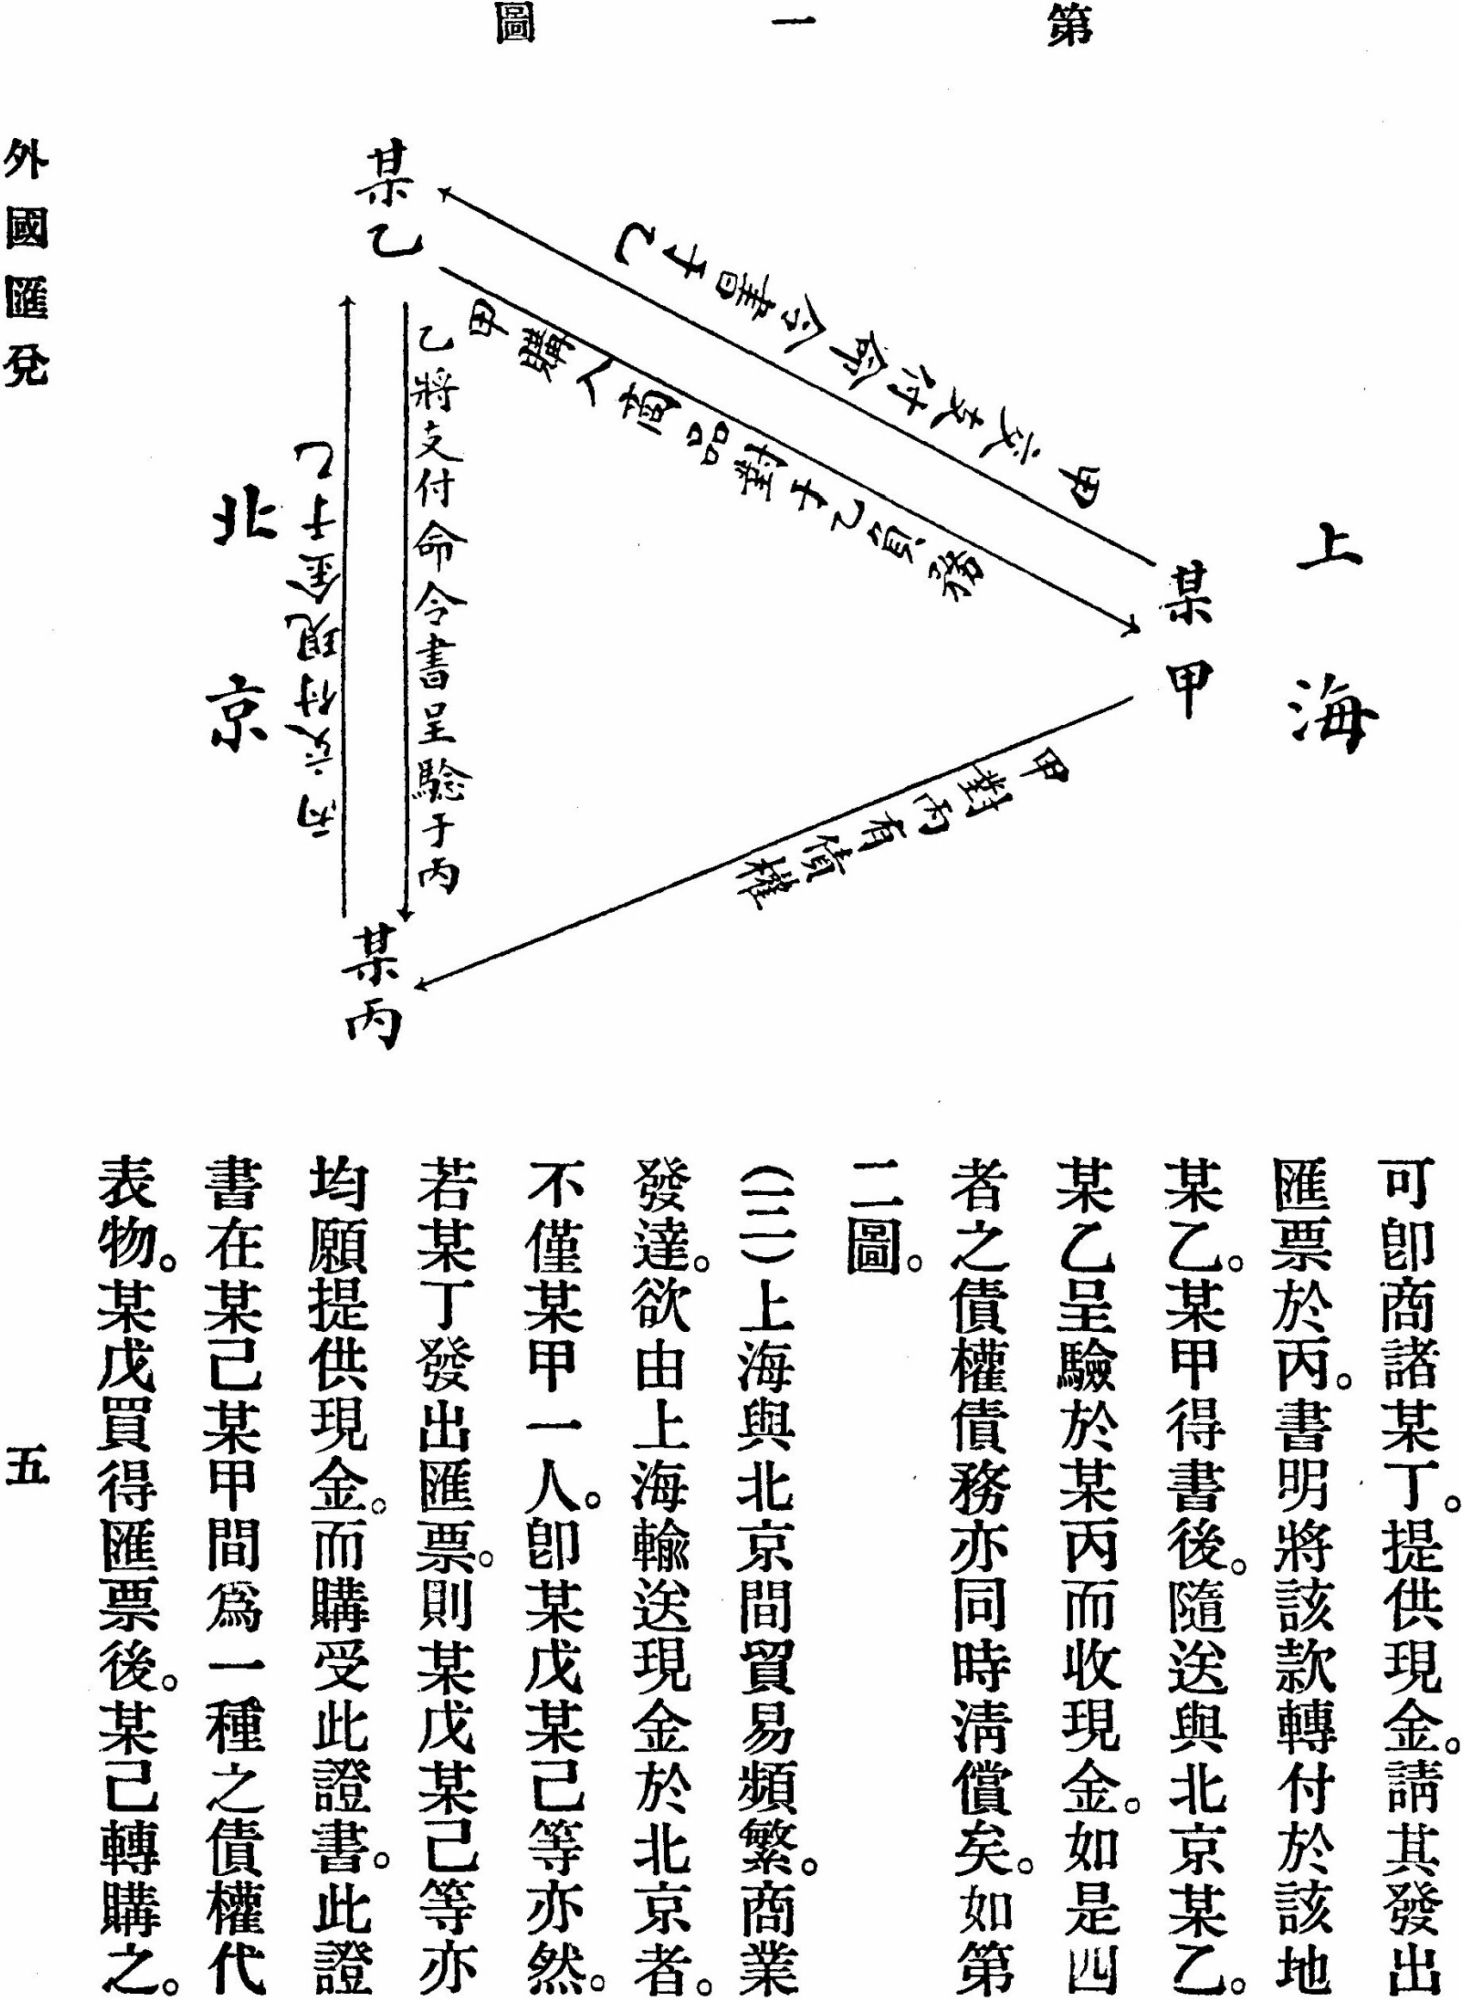 第一圖
上海
某甲
甲交支付命令書于乙
甲購入商品對于乙負務
甲對丙有債權
某乙
乙將支付命令書呈驗于丙
丙交付現金于乙
某丙
北京
可卽商諸某丁。提供現金。請其發出
匯票於丙。書明將該款轉付於該地
某乙。某甲得書後。隨送與北京某乙。
某乙呈驗於某丙而收現金。如是四
者之債權債務亦同時淸償矣。如第
二圖。
(三)上海與北京間貿易頻繁。商業
發達。欲由上海輸送現金於北京者。
不僅某甲一人。卽某戊某己等亦然。
若某丁發出匯票。則某戊某己等亦
均願提供現金。而購受此證書。此證
書在某己某甲間爲一種之債權代
表物。某戊買得匯票後。某己轉購之。
外國匯兌
五